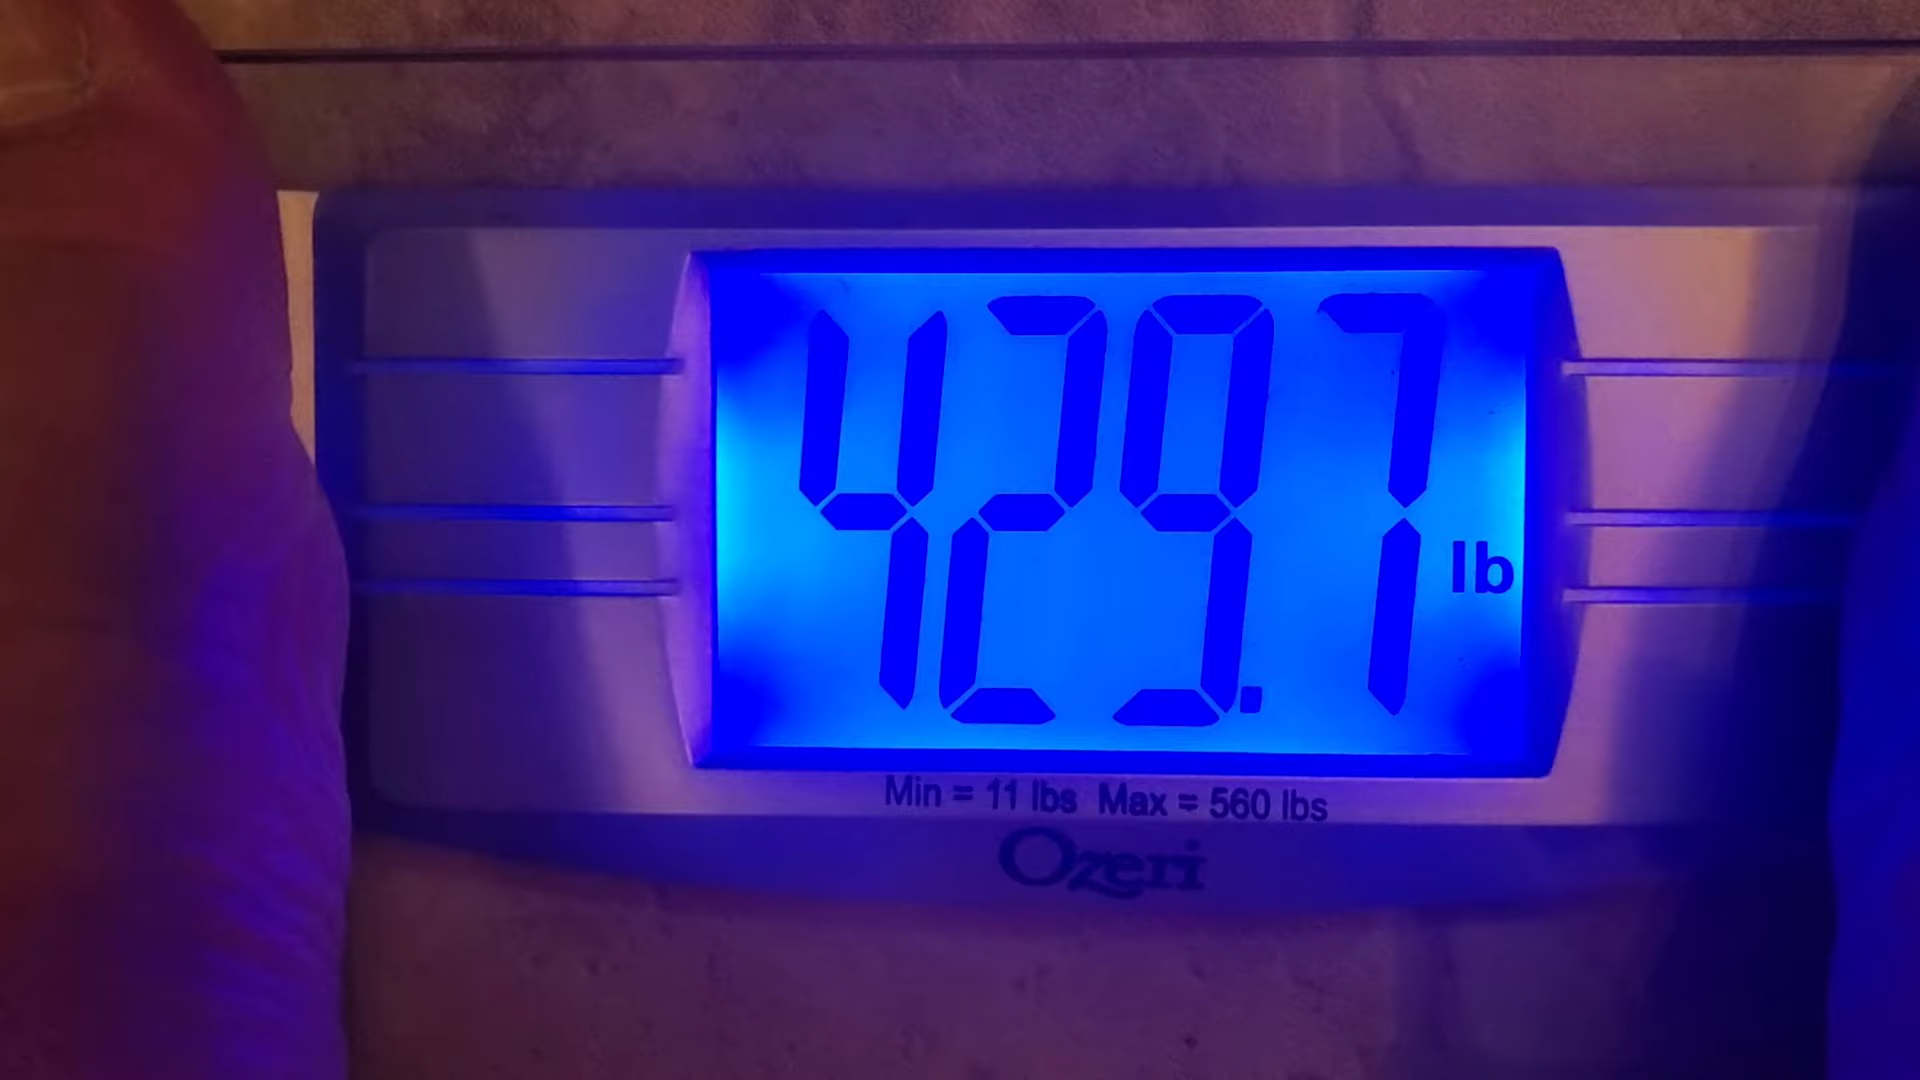 429.7 lb
Min = 11 lbs Max = 560 lbs
Ozeri